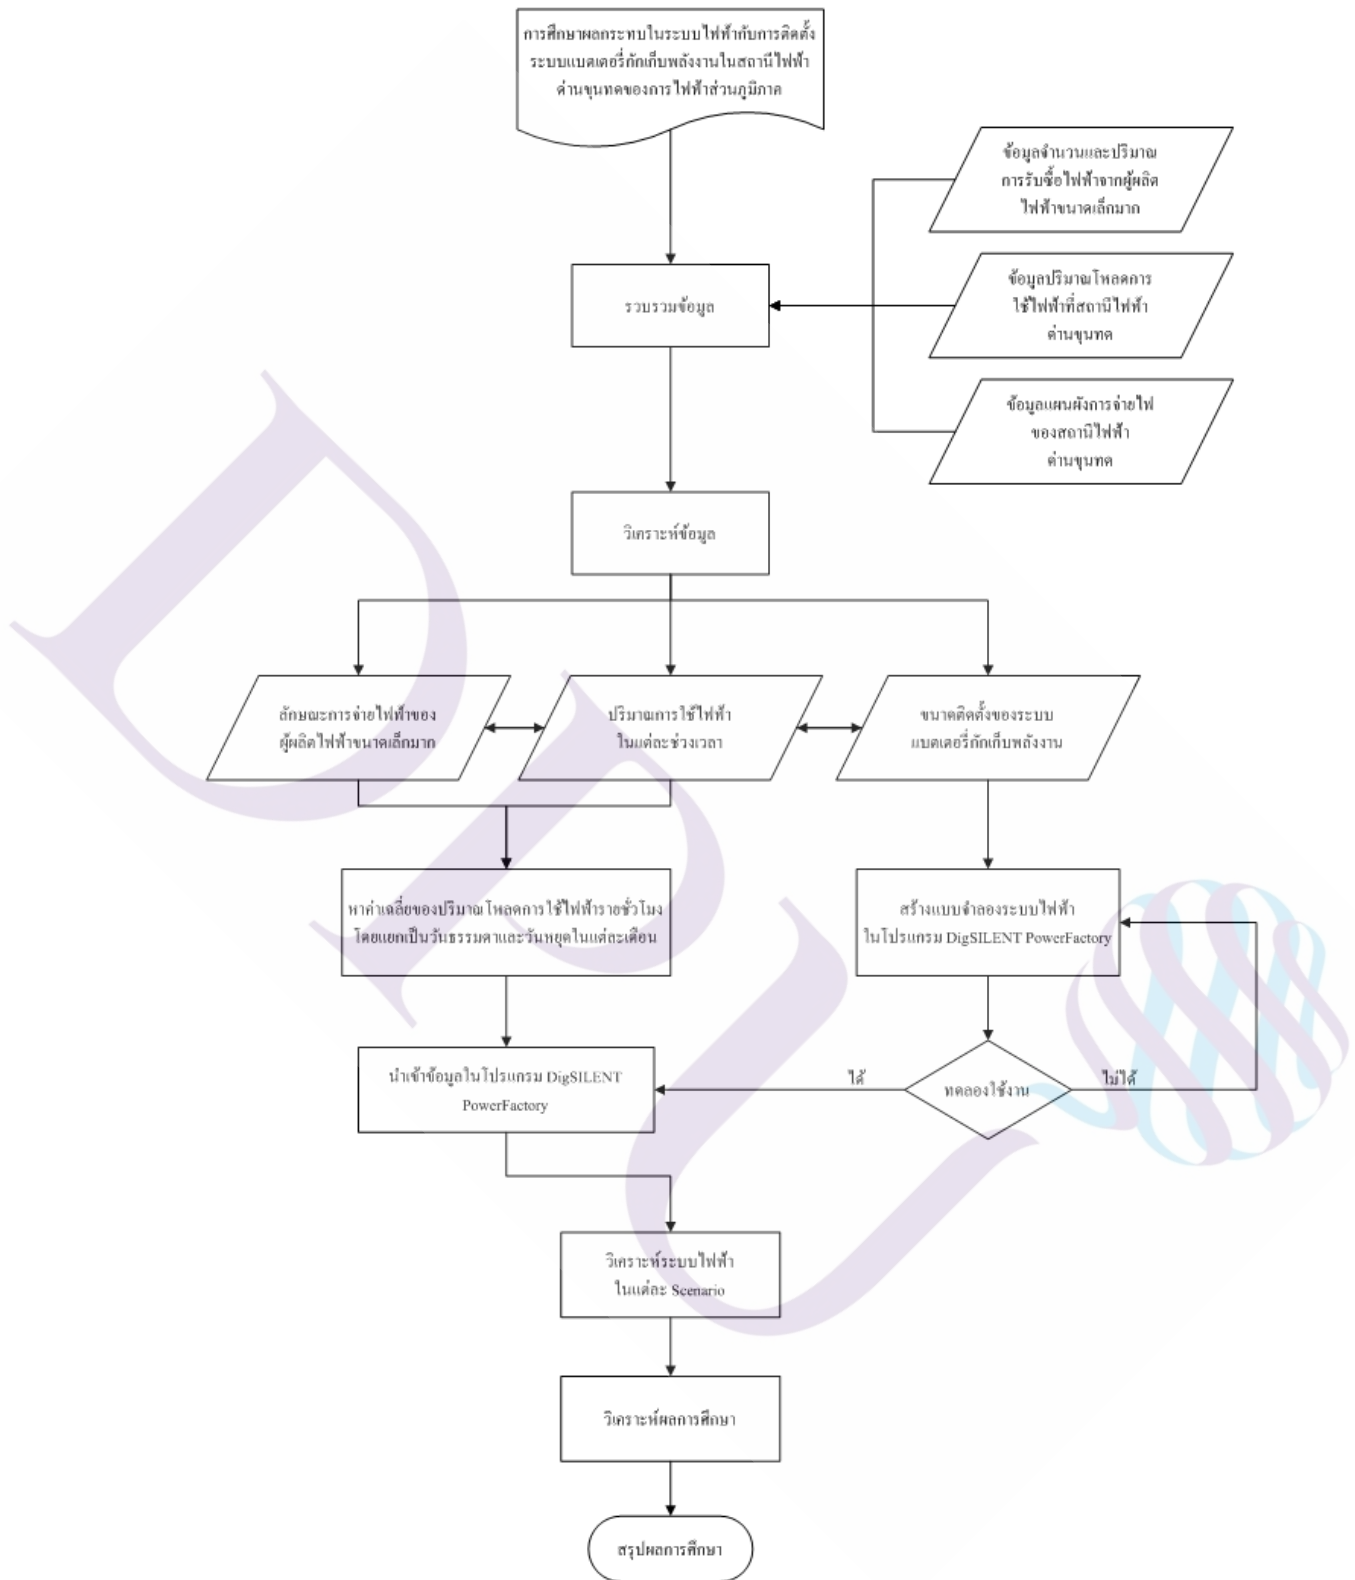 การศึกษาผลกระทบในระบบไฟฟ้ากับการติดตั้ง
ระบบแบตเตอรี่กักเก็บพลังงานในสถานีไฟฟ้า
ด่านขุนทดของการไฟฟ้าส่วนภูมิภาค
ข้อมูลจำนวนและปริมาณ
การรับซื้อไฟฟ้าจากผู้ผลิต
ไฟฟ้าขนาดเล็กมาก
รวบรวมข้อมูล
ข้อมูลปริมาณโหลดการ
ใช้ไฟฟ้าที่สถานีไฟฟ้า
ด่านขุนทด
ข้อมูลแผนผังการจ่ายไฟ
ของสถานีไฟฟ้า
ด่านขุนทด
วิเคราะห์ข้อมูล
ลักษณะการจ่ายไฟฟ้าของ
ผู้ผลิตไฟฟ้าขนาดเล็กมาก
ปริมาณการใช้ไฟฟ้า
ในแต่ละช่วงเวลา
ขนาดติดตั้งของระบบ
แบตเตอรี่กักเก็บพลังงาน
หาค่าเฉลี่ยของปริมาณโหลดการใช้ไฟฟ้ารายชั่วโมง
โดยแยกเป็นวันธรรมดาและวันหยุดในแต่ละเดือน
สร้างแบบจำลองระบบไฟฟ้า
ในโปรแกรม DigSILENT PowerFactory
นำเข้าข้อมูลในโปรแกรม DigSILENT
PowerFactory
ได้
ทดลองใช้งาน
ไม่ได้
วิเคราะห์ระบบไฟฟ้า
ในแต่ละ Scenario
วิเคราะห์ผลการศึกษา
สรุปผลการศึกษา
DPU